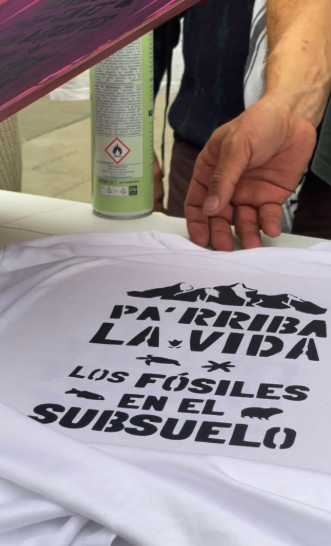 PA'RRIBA
LA VIDA
LOS FÓSILES
EN EL
SUBSUELO